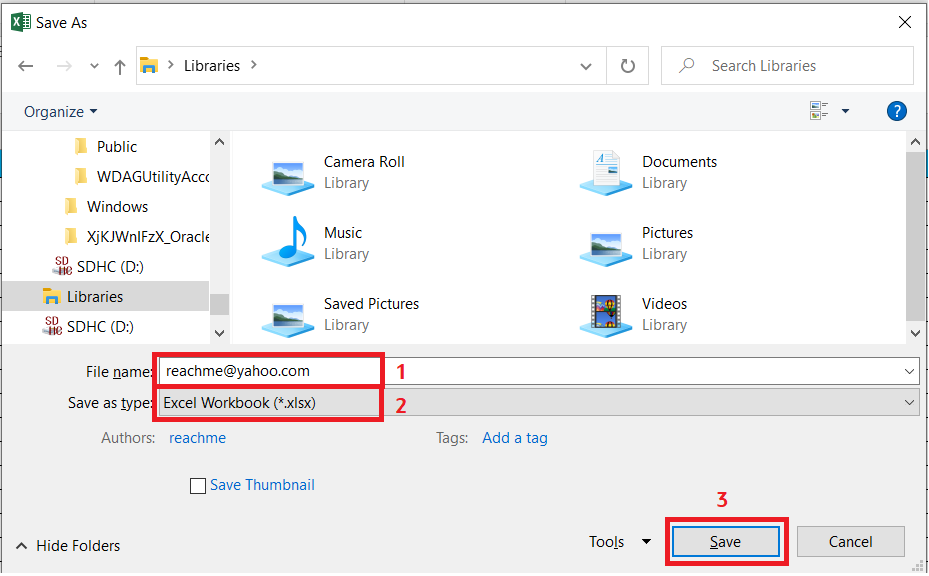 Save As
Libraries
Search Libraries
Organize
?
Public
WDAGUtilityAcco
Windows
XjKJWnIFzX_Oracle
SDHC (D:)
Libraries
SDHC (D:)
Camera Roll
Library
Documents
Library
Music
Library
Pictures
Library
Saved Pictures
Library
Videos
Library
File name: reachme@yahoo.com 1
Save as type: Excel Workbook (*.xlsx) 2
Authors: reachme Tags: Add a tag
Save Thumbnail
3
Hide Folders Tools Save Cancel